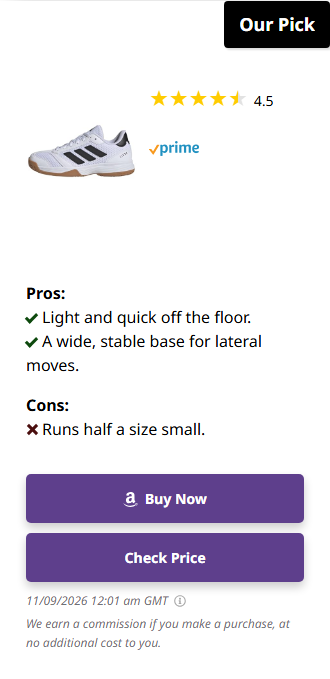 Our Pick
4.5
prime
Pros:
Light and quick off the floor.
A wide, stable base for lateral
moves.
Cons:
Runs half a size small.
Buy Now
Check Price
11/09/2026 12:01 am GMT
We earn a commission if you make a purchase, at
no additional cost to you.